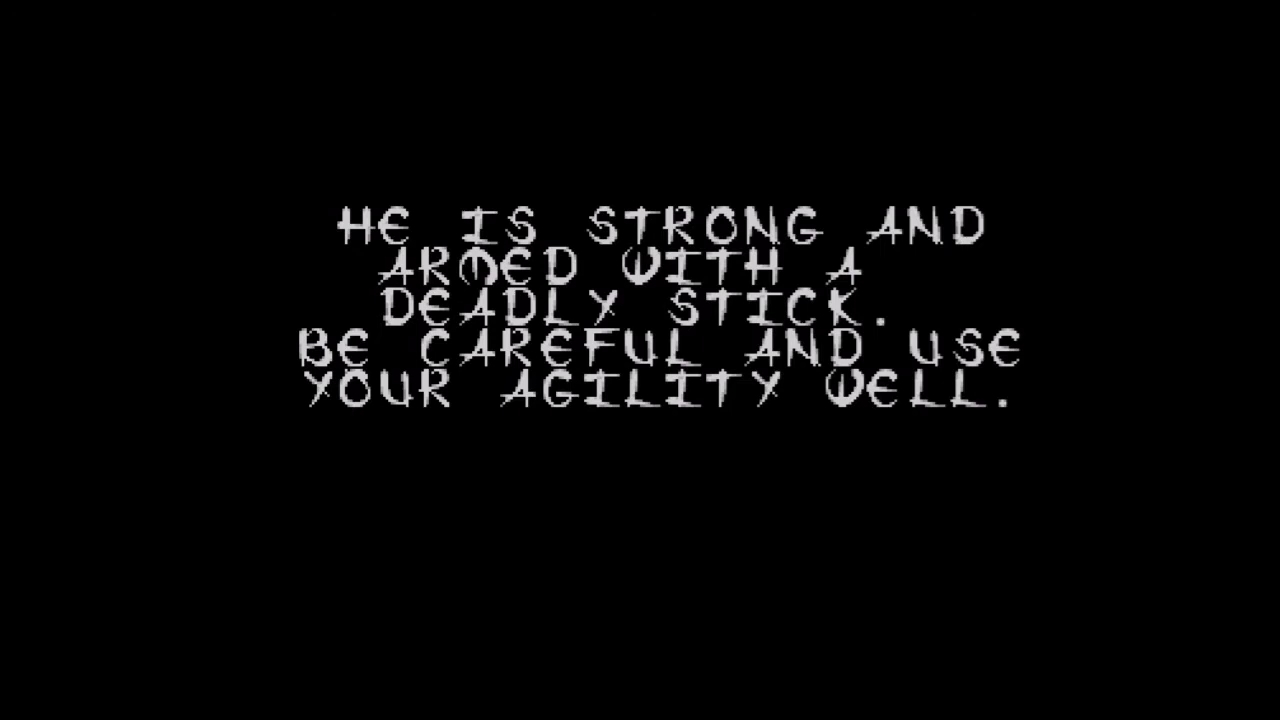 HE IS STRONG AND
ARMED WITH A
DEADLY STICK.
BE CAREFUL AND USE
YOUR AGILITY WELL.